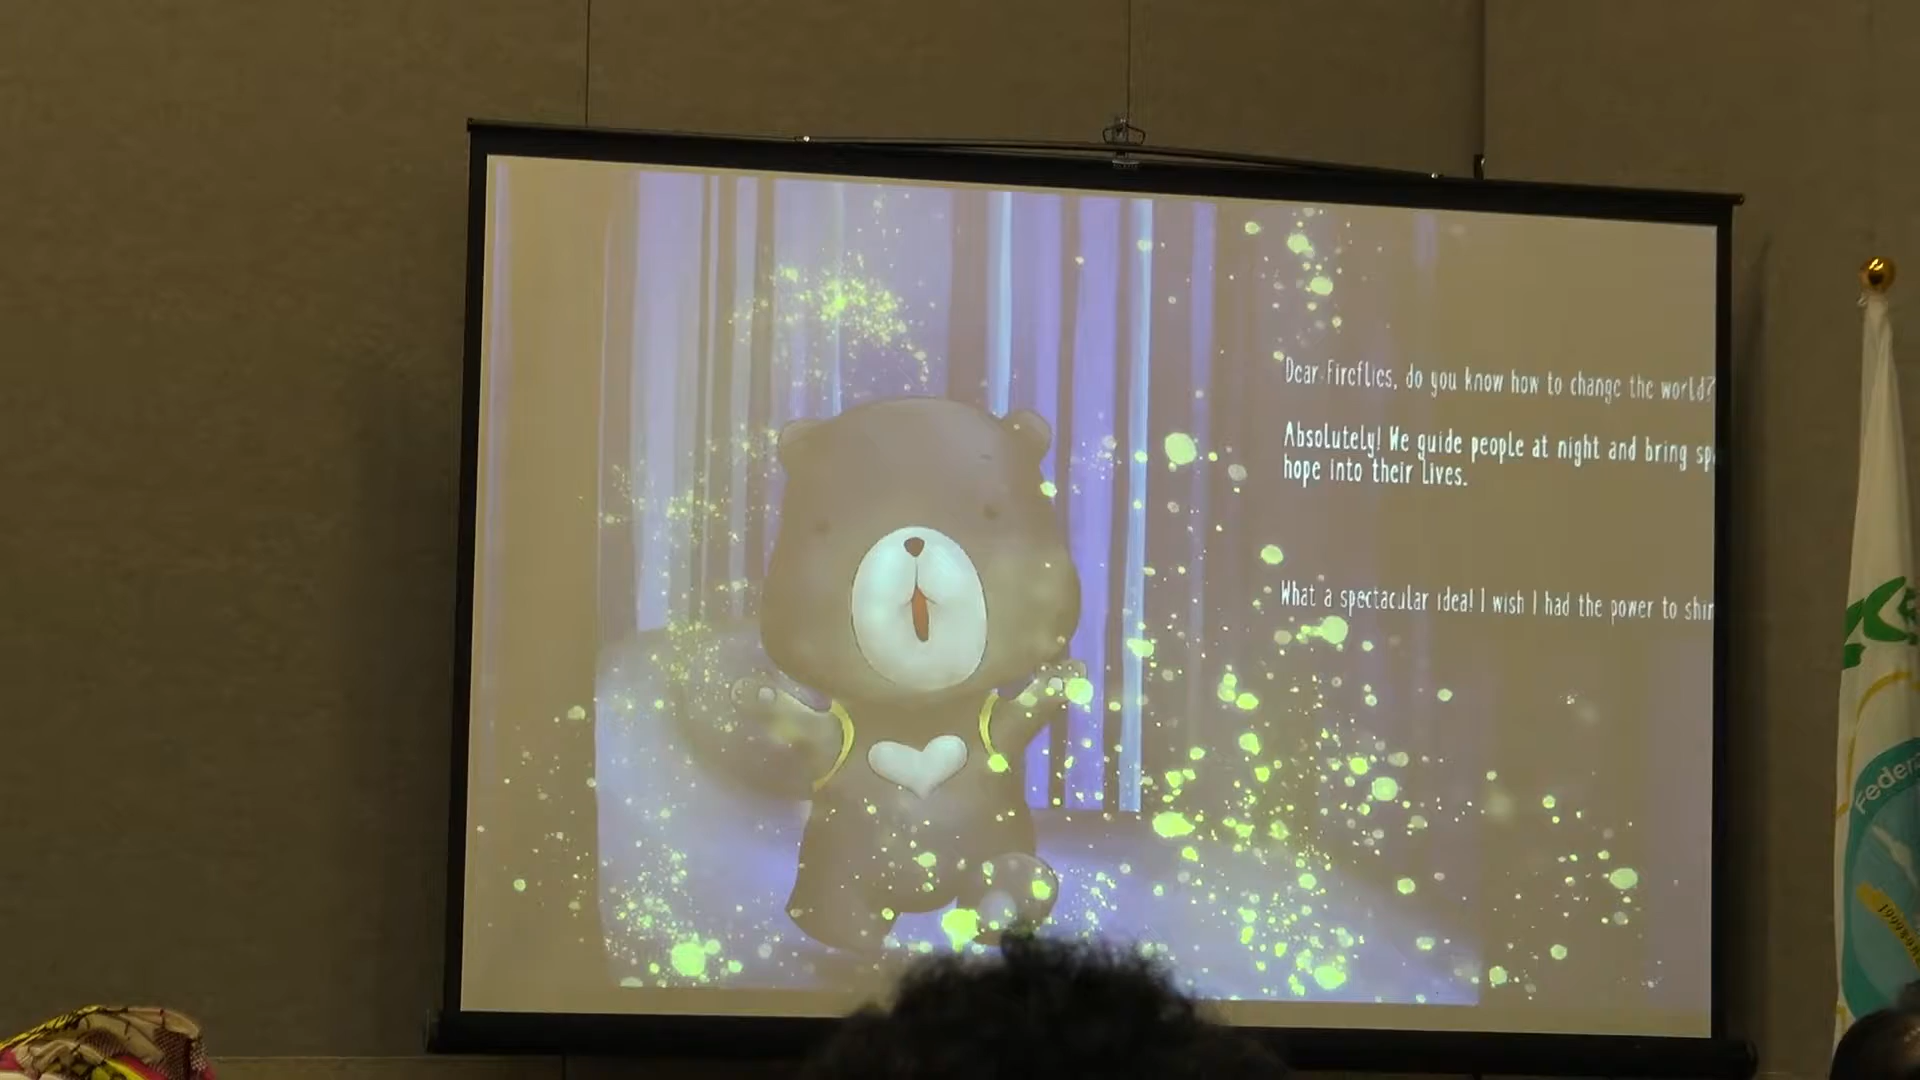 Dear Fireflies, do you know how to change the world?
Absolutely! We guide people at night and bring
hope into their lives.
What a spectacular idea! I wish I had the power to